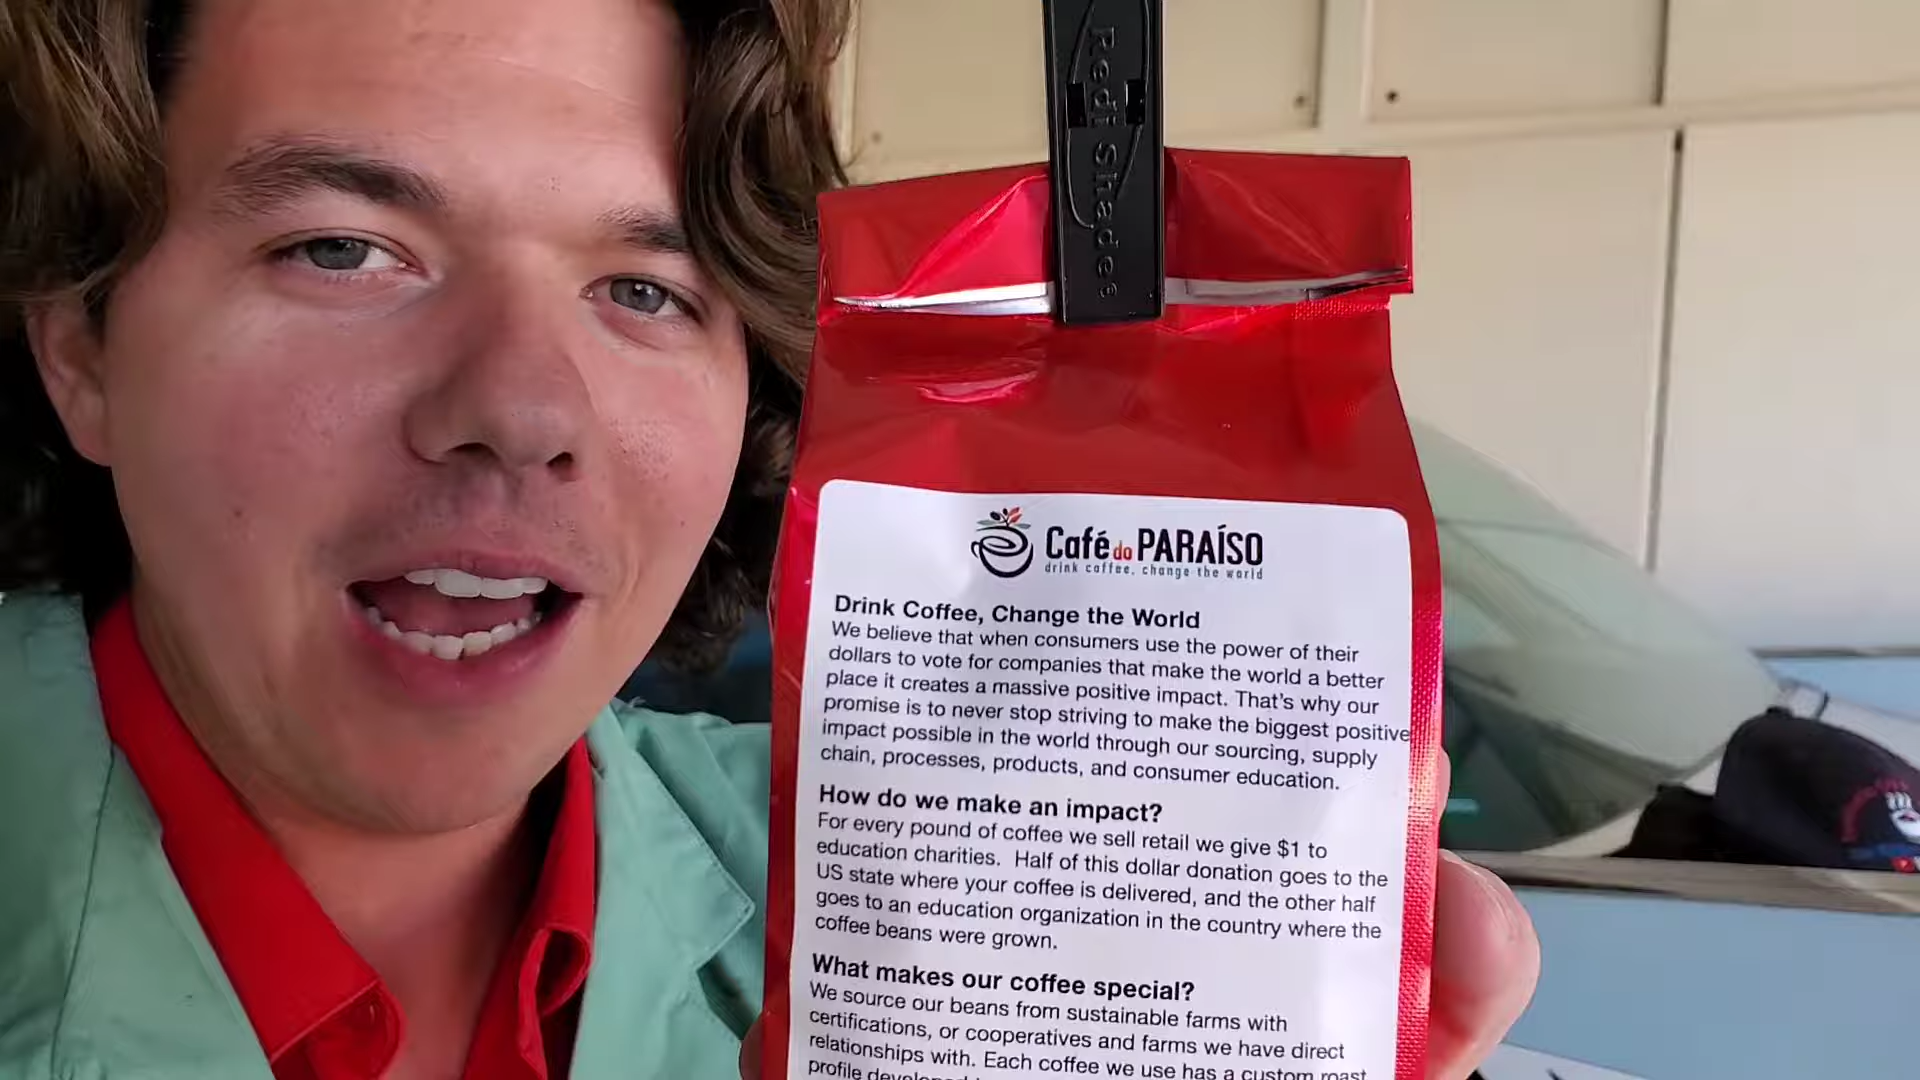 Redi Shades
Café do PARAÍSO
drink coffee, change the world
Drink Coffee, Change the World
We believe that when consumers use the power of their
dollars to vote for companies that make the world a better
place it creates a massive positive impact. That's why our
promise is to never stop striving to make the biggest positive
impact possible in the world through our sourcing, supply
chain, processes, products, and consumer education.
How do we make an impact?
For every pound of coffee we sell retail we give $1 to
education charities. Half of this dollar donation goes to the
US state where your coffee is delivered, and the other half
goes to an education organization in the country where the
coffee beans were grown.
What makes our coffee special?
We source our beans from sustainable farms with
certifications, or cooperatives and farms we have direct
relationships with. Each coffee we use has a custom roast
profile